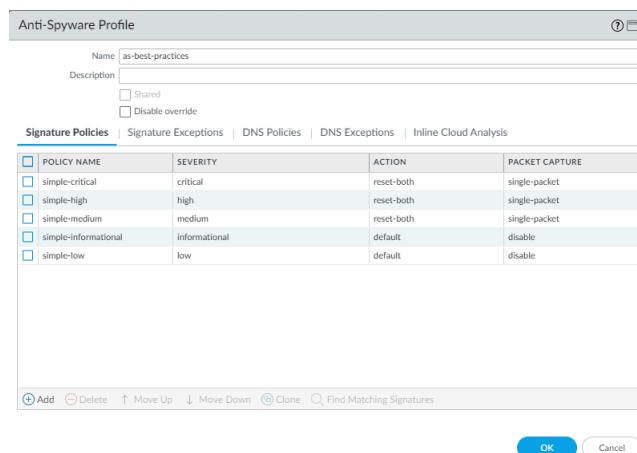 Anti-Spyware Profile
Name as-best-practices
Description
Shared
Disable override
Signature Policies | Signature Exceptions | DNS Policies | DNS Exceptions | Inline Cloud Analysis
POLICY NAME SEVERITY ACTION PACKET CAPTURE
simple-critical critical reset-both single-packet
simple-high high reset-both single-packet
simple-medium medium reset-both single-packet
simple-informational informational default disable
simple-low low default disable
Add Delete Move Up Move Down Clone Find Matching Signatures
OK Cancel